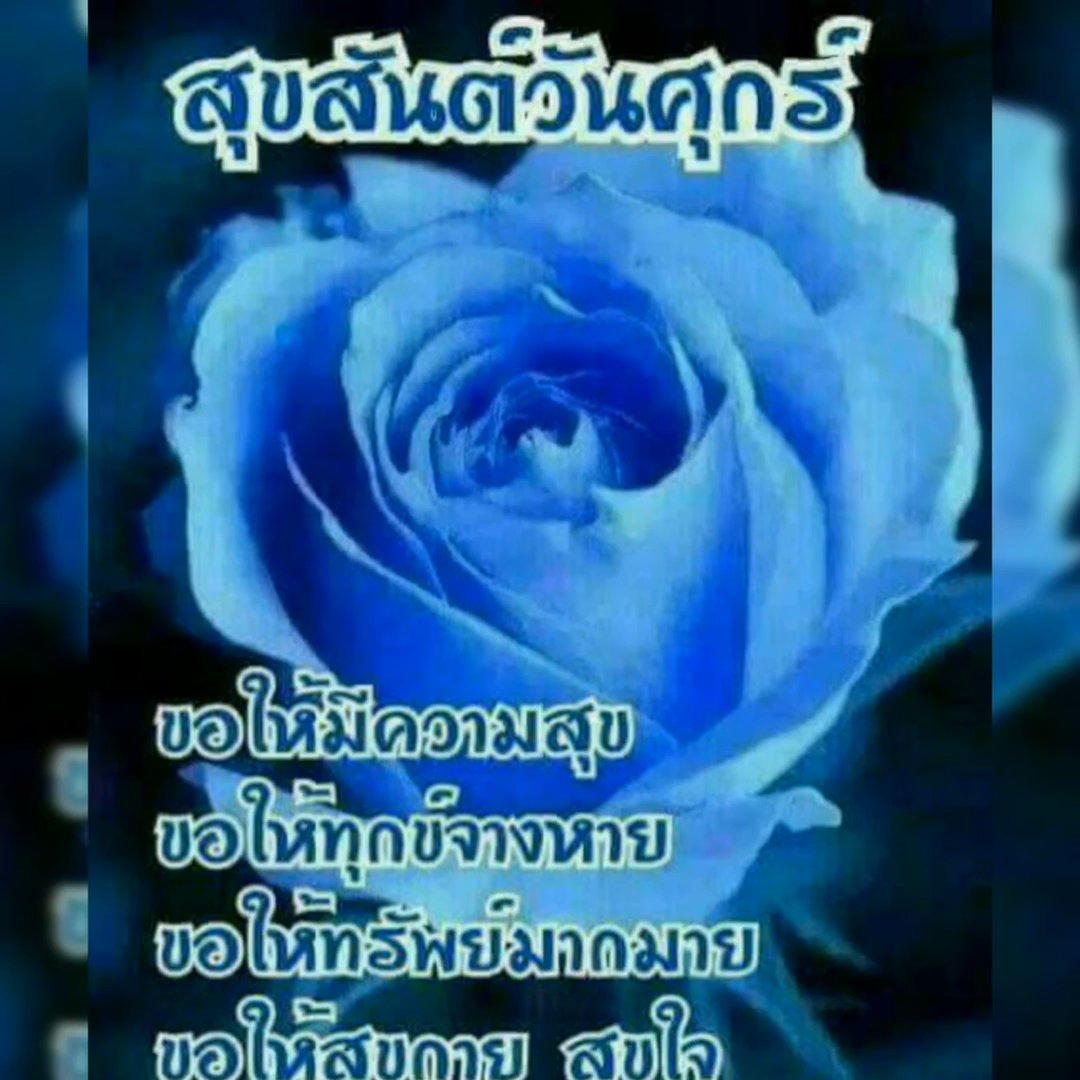 สุขสันต์วันศุกร์
ขอให้มีความสุข
ขอให้ทุกข์จางหาย
ขอให้ทรัพย์มากมาย
ขอให้สุขกาย สุขใจ